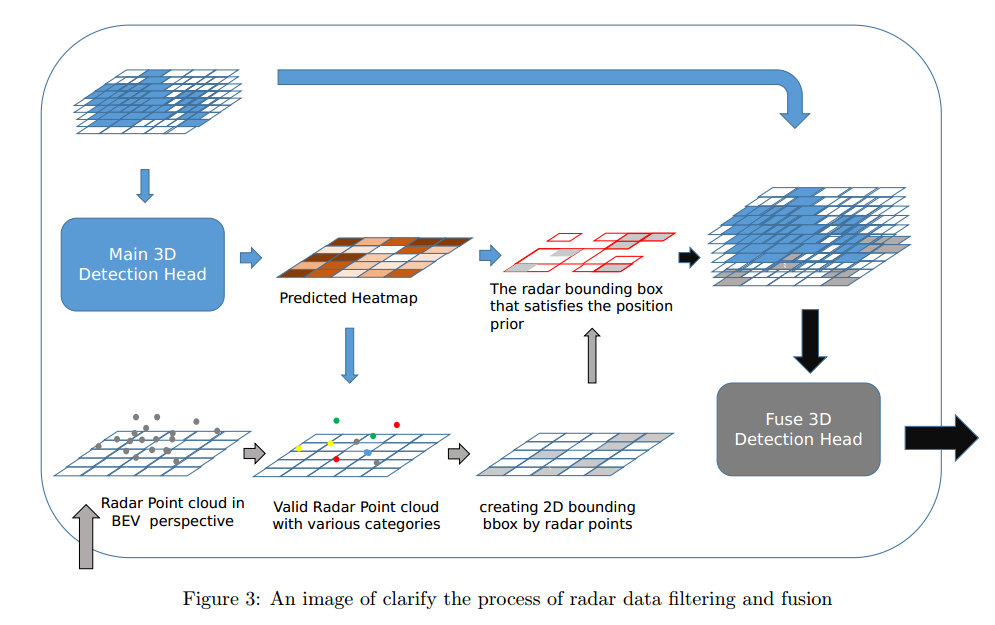 Main 3D
Detection Head
Predicted Heatmap
The radar bounding box
that satisfies the position
prior
Fuse 3D
Detection Head
Radar Point cloud in
BEV perspective
Valid Radar Point cloud
with various categories
creating 2D bounding
bbox by radar points
Figure 3: An image of clarify the process of radar data filtering and fusion